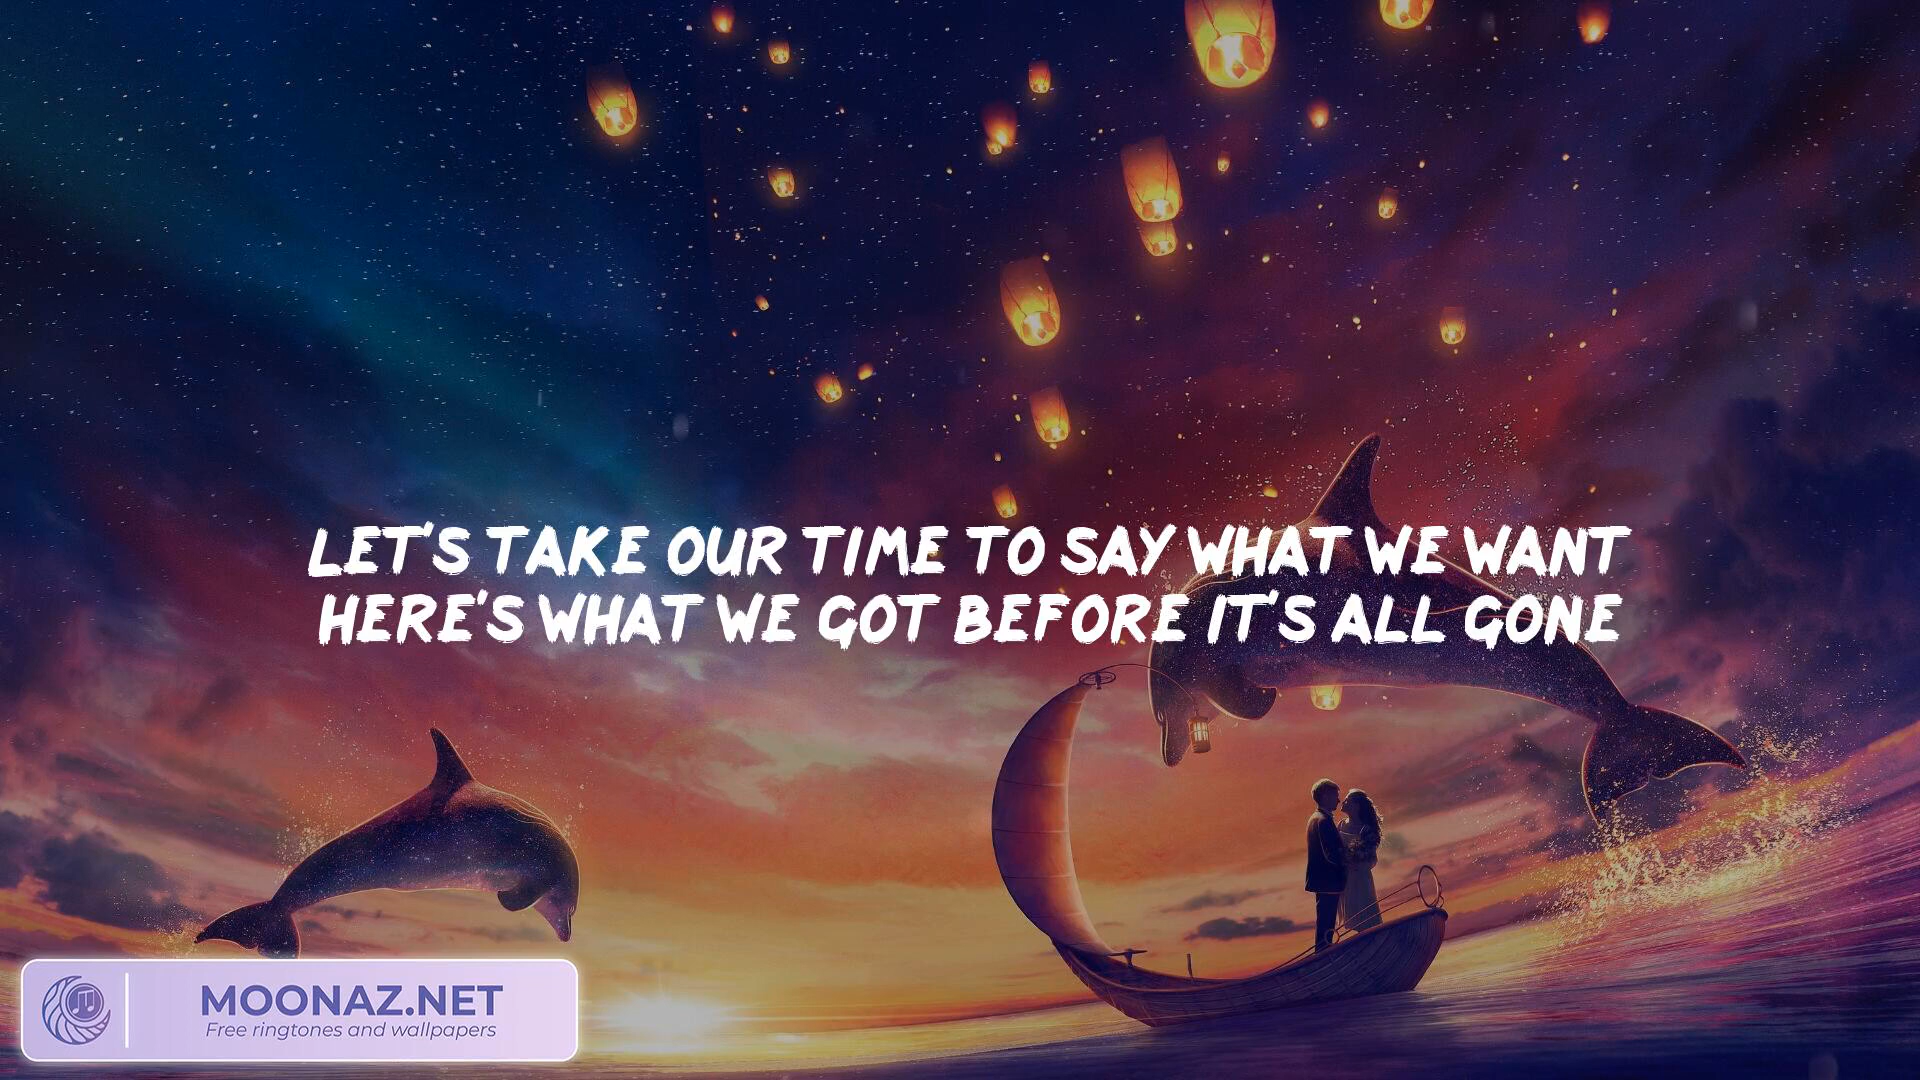 LET'S TAKE OUR TIME TO SAY WHAT WE WANT
HERE'S WHAT WE GOT BEFORE IT'S ALL GONE
MOONAZ.NET
Free ringtones and wallpapers